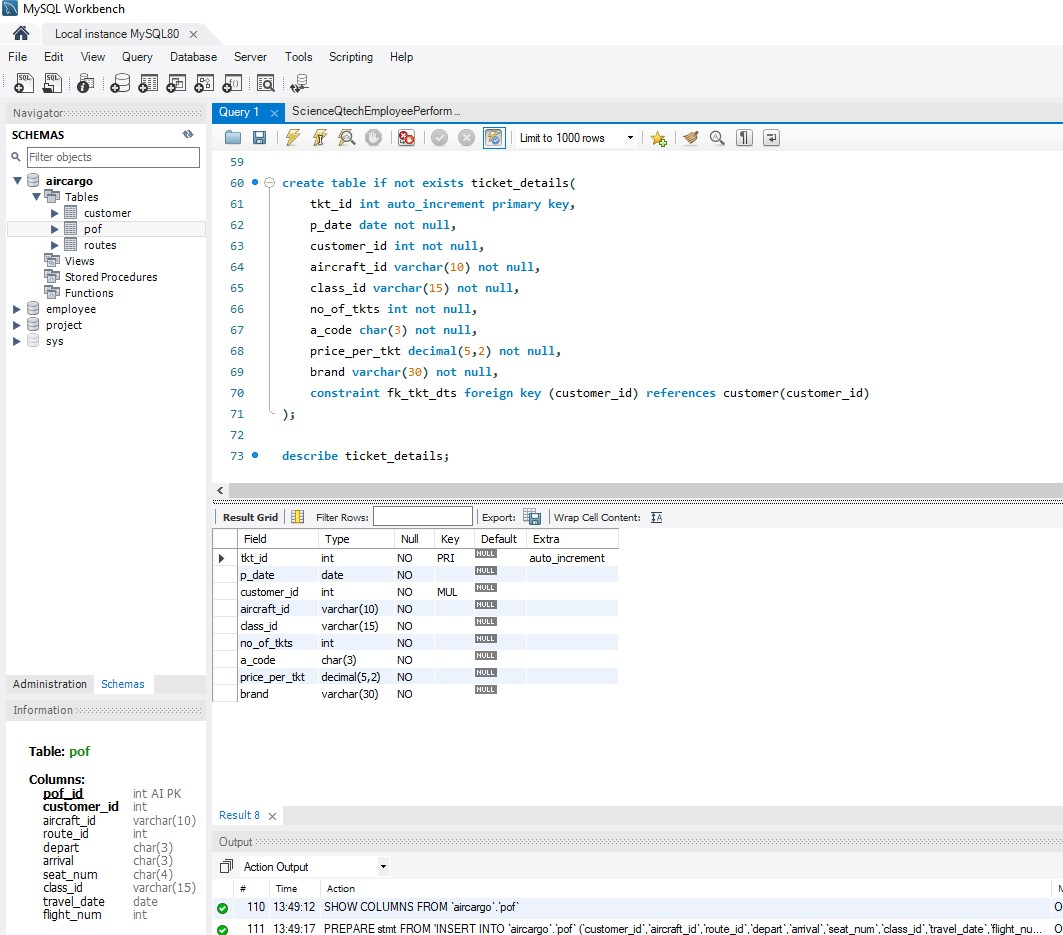 MySQL Workbench
Local instance MySQL80
File Edit View Query Database Server Tools Scripting Help
Navigator
SCHEMAS
Filter objects
aircargo
Tables
customer
pof
routes
Views
Stored Procedures
Functions
employee
project
sys
Administration Schemas
Information
Table: pof
Columns:
pof_id int AI PK
customer_id int
aircraft_id varchar(10)
route_id int
depart char(3)
arrival char(3)
seat_num char(4)
class_id varchar(15)
travel_date date
flight_num int
Query 1 ScienceQtechEmployeePerform...
Limit to 1000 rows
59
60 create table if not exists ticket_details(
61 tkt_id int auto_increment primary key,
62 p_date date not null,
63 customer_id int not null,
64 aircraft_id varchar(10) not null,
65 class_id varchar(15) not null,
66 no_of_tkts int not null,
67 a_code char(3) not null,
68 price_per_tkt decimal(5,2) not null,
69 brand varchar(30) not null,
70 constraint fk_tkt_dts foreign key (customer_id) references customer(customer_id)
71 );
72
73 describe ticket_details;
Result Grid Filter Rows: Export: Wrap Cell Content:
Field Type Null Key Default Extra
tkt_id int NO PRI NULL auto_increment
p_date date NO NULL
customer_id int NO MUL NULL
aircraft_id varchar(10) NO NULL
class_id varchar(15) NO NULL
no_of_tkts int NO NULL
a_code char(3) NO NULL
price_per_tkt decimal(5,2) NO NULL
brand varchar(30) NO NULL
Result 8
Output
Action Output
# Time Action
110 13:49:12 SHOW COLUMNS FROM `aircargo`.`pof`
111 13:49:17 PREPARE stmt FROM 'INSERT INTO `aircargo`.`pof` (`customer_id`,`aircraft_id`,`route_id`,`depart`,`arrival`,`seat_num`,`class_id`,`travel_date`,`flight_nu...